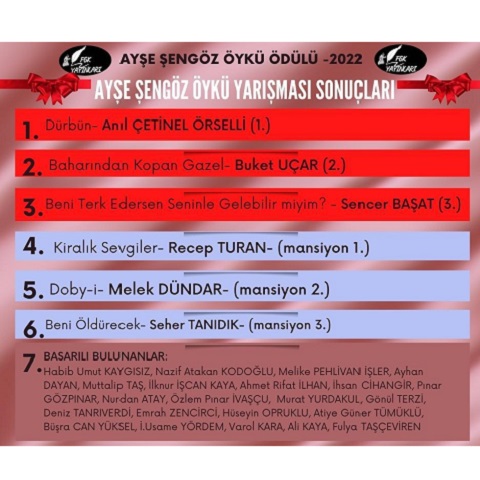 FGK
YAYINLARI
AYŞE ŞENGÖZ ÖYKÜ ÖDÜLÜ -2022
FGK
YAYINLARI
AYŞE ŞENGÖZ ÖYKÜ YARIŞMASI SONUÇLARI
1. Dürbün- Anıl ÇETİNEL ÖRSELLİ (1.)
2. Baharından Kopan Gazel- Buket UÇAR (2.)
3. Beni Terk Edersen Seninle Gelebilir miyim? - Sencer BAŞAT (3.)
4. Kiralık Sevgiler- Recep TURAN- (mansiyon 1.)
5. Doby-i- Melek DÜNDAR- (mansiyon 2.)
6. Beni Öldürecek- Seher TANIDIK- (mansiyon 3.)
7. BASARILI BULUNANLAR:
Habib Umut KAYGISIZ, Nazif Atakan KODOĞLU, Melike PEHLİVANİ İŞLER, Ayhan
DAYAN, Muttalip TAŞ, İlknur İŞCAN KAYA, Ahmet Rifat İLHAN, İhsan CİHANGİR, Pınar
GÖZPINAR, Nurdan ATAY, Özlem Pınar İVAŞÇU, Murat YURDAKUL, Gönül TERZİ,
Deniz TANRIVERDİ, Emrah ZENCİRCİ, Hüseyin OPRUKLU, Atiye Güner TÜMÜKLÜ,
Büşra CAN YÜKSEL, İ.Usame YÖRDEM, Varol KARA, Ali KAYA, Fulya TAŞÇEVİREN